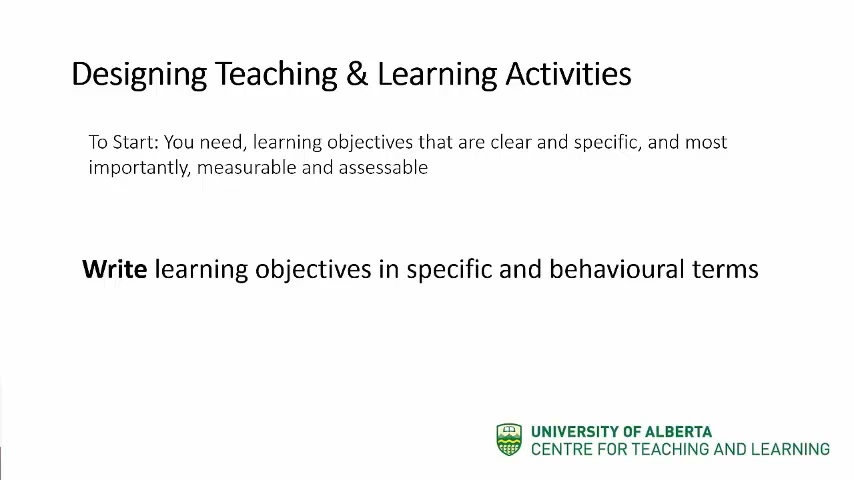 Designing Teaching & Learning Activities
To Start: You need, learning objectives that are clear and specific, and most
importantly, measurable and assessable
Write learning objectives in specific and behavioural terms
UNIVERSITY OF ALBERTA
CENTRE FOR TEACHING AND LEARNING